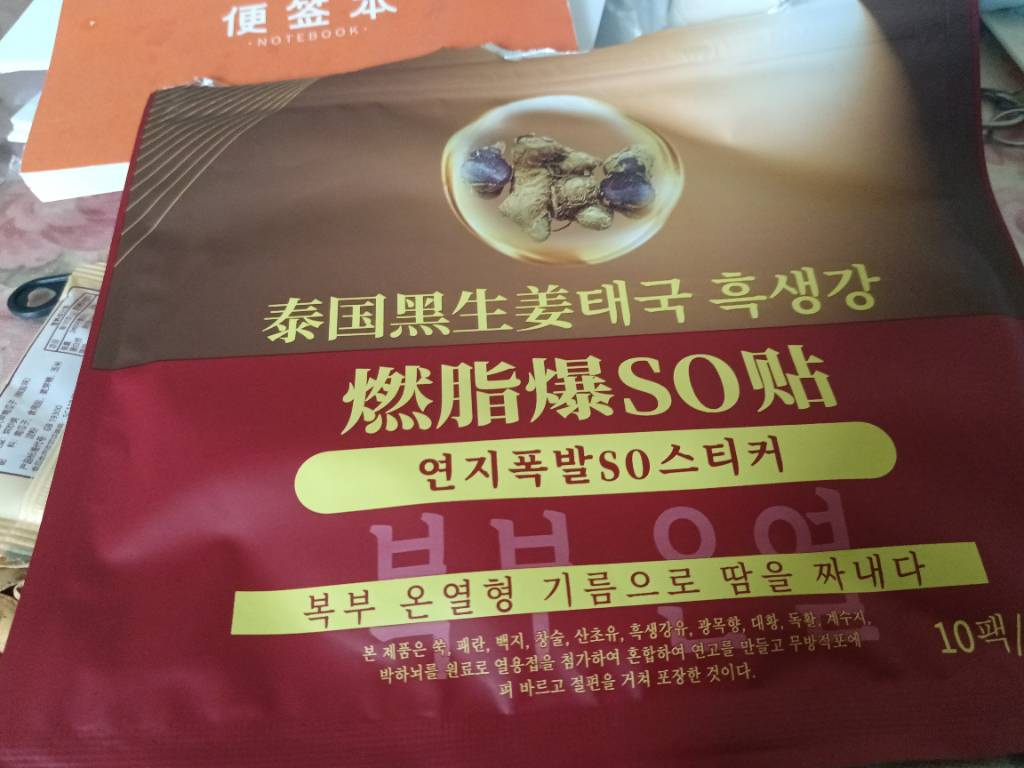 便签本
·NOTEBOOK·
泰国黑生姜태국 흑생강
燃脂爆SO贴
연지폭발SO스티커
복부 온열
복부 온열형 기름으로 땀을 짜내다
본 제품은 쑥, 패란, 백지, 창술, 산초유, 흑생강유, 광목향, 대황, 독활, 계수지,
박하뇌를 원료로 열용접을 첨가하여 혼합하여 연고를 만들고 무방직포에
펴 바르고 절편을 거쳐 포장한 것이다.
10팩/